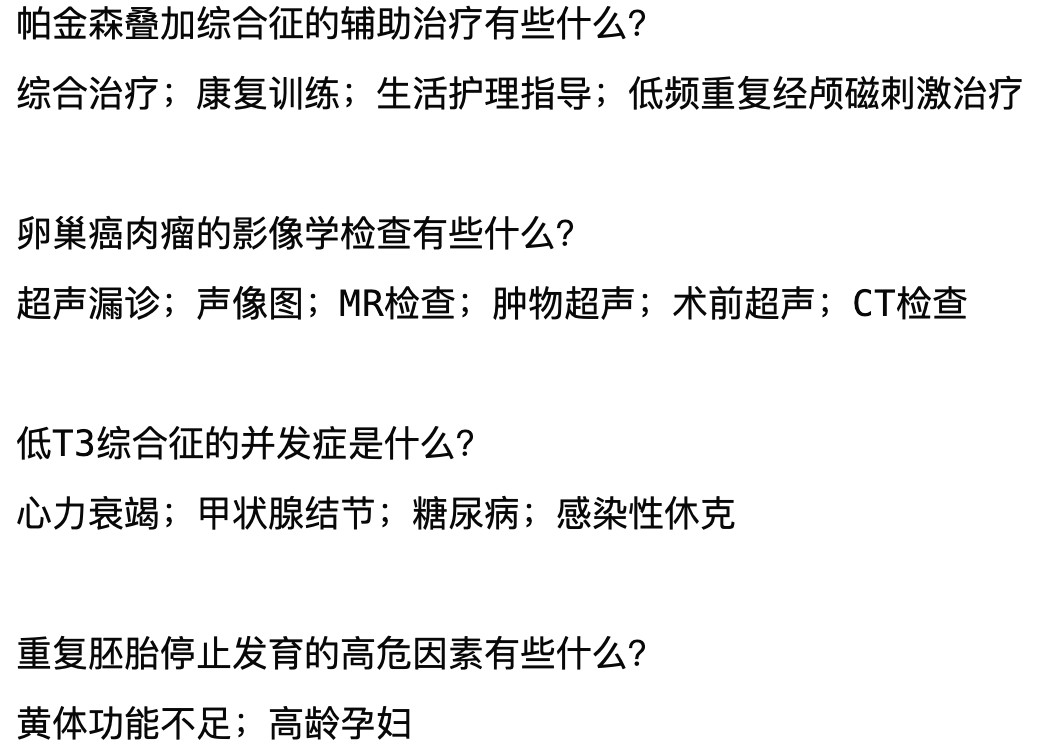 帕金森叠加综合征的辅助治疗有些什么？
综合治疗；康复训练；生活护理指导；低频重复经颅磁刺激治疗
卵巢癌肉瘤的影像学检查有些什么？
超声漏诊；声像图；MR检查；肿物超声；术前超声；CT检查
低T3综合征的并发症是什么？
心力衰竭；甲状腺结节；糖尿病；感染性休克
重复胚胎停止发育的高危因素有些什么？
黄体功能不足；高龄孕妇